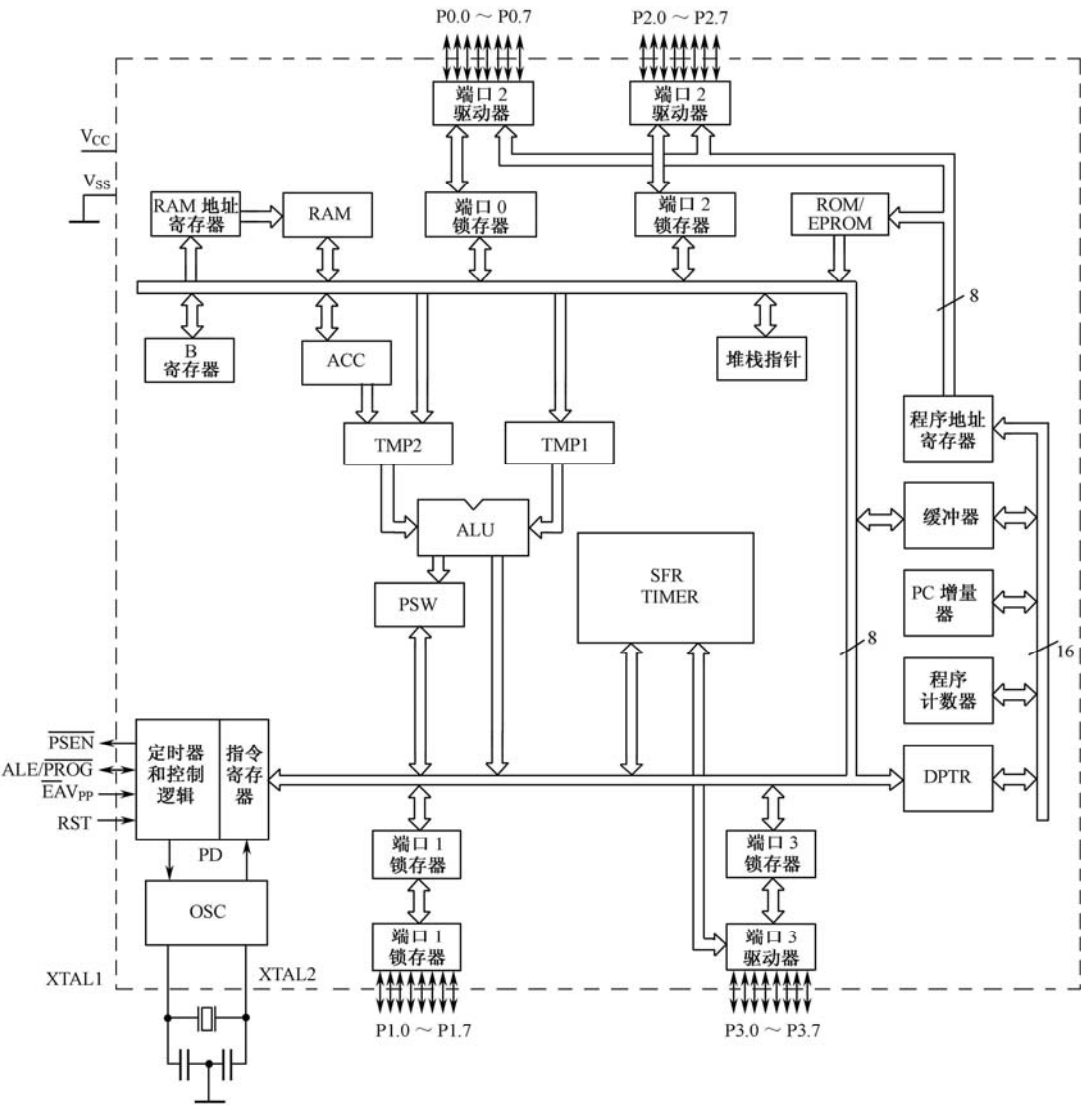 P0.0 ～ P0.7
P2.0 ～ P2.7
端口 2
驱动器
端口 2
驱动器
VCC
VSS
RAM 地址
寄存器
RAM
端口 0
锁存器
端口 2
锁存器
ROM/
EPROM
8
B
寄存器
ACC
堆栈指针
程序地址
寄存器
TMP2
TMP1
缓冲器
ALU
SFR
TIMER
PSW
PC 增量
器
8
16
程序
计数器
PSEN
ALE/PROG
EAVPP
RST
定时器
和控制
逻辑
指令
寄存
器
DPTR
PD
端口 1
锁存器
端口 3
锁存器
OSC
端口 1
锁存器
端口 3
驱动器
XTAL1
XTAL2
P1.0 ～ P1.7
P3.0 ～ P3.7